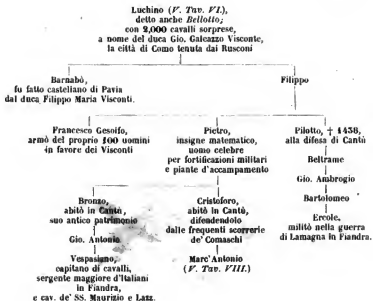 Luchino (V. Tav. VI.),
detto anche Bellotto;
con 2,000 cavalli sorprese,
a nome del duca Gio. Galeazzo Visconte,
la città di Como tenuta dai Rusconi
Barnabò,
fu fatto castellano di Pavia
dal duca Filippo Maria Visconti.
Filippo
Francesco Gesolfo,
armò del proprio 100 uomini
in favore dei Visconti
Pietro,
insigne matematico,
uomo celebre
per fortificazioni militari
e piante d'accampamento
Pilotto, † 1438,
alla difesa di Cantù
Beltrame
Gio. Ambrogio
Bartolomeo
Ercole,
militò nella guerra
di Lamagna in Fiandra.
Bronzo,
abitò in Cantù,
suo antico patrimonio
Gio. Antonio
Vespasiano,
capitano di cavalli,
sergente maggiore d'Italiani
in Fiandra,
e cav. de' SS. Maurizio e Lazz.
Cristoforo,
abitò in Cantù,
difendendolo
dalle frequenti scorrerie
de' Comaschi
Marc'Antonio
(V. Tav. VIII.)